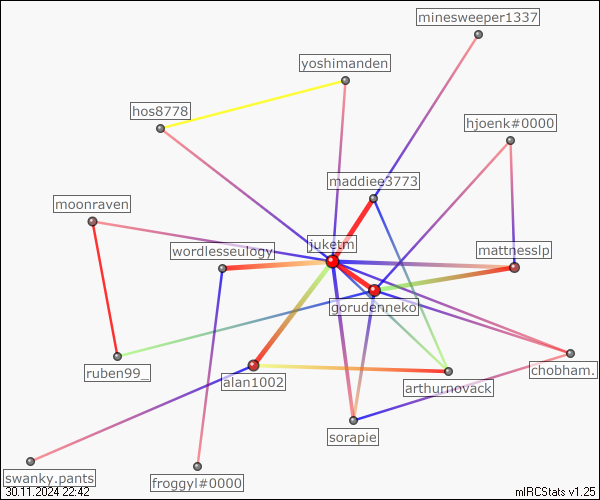 minesweeper1337
yoshimanden
hos8778
hjoenk#0000
maddiee3773
moonraven
juketm
wordlesseulogy
mattnesslp
gorudenneko
ruben99_
chobham.
alan1002
arthurnovack
sorapie
swanky.pants
froggyl#0000
30.11.2024 22:42
mIRCStats v1.25